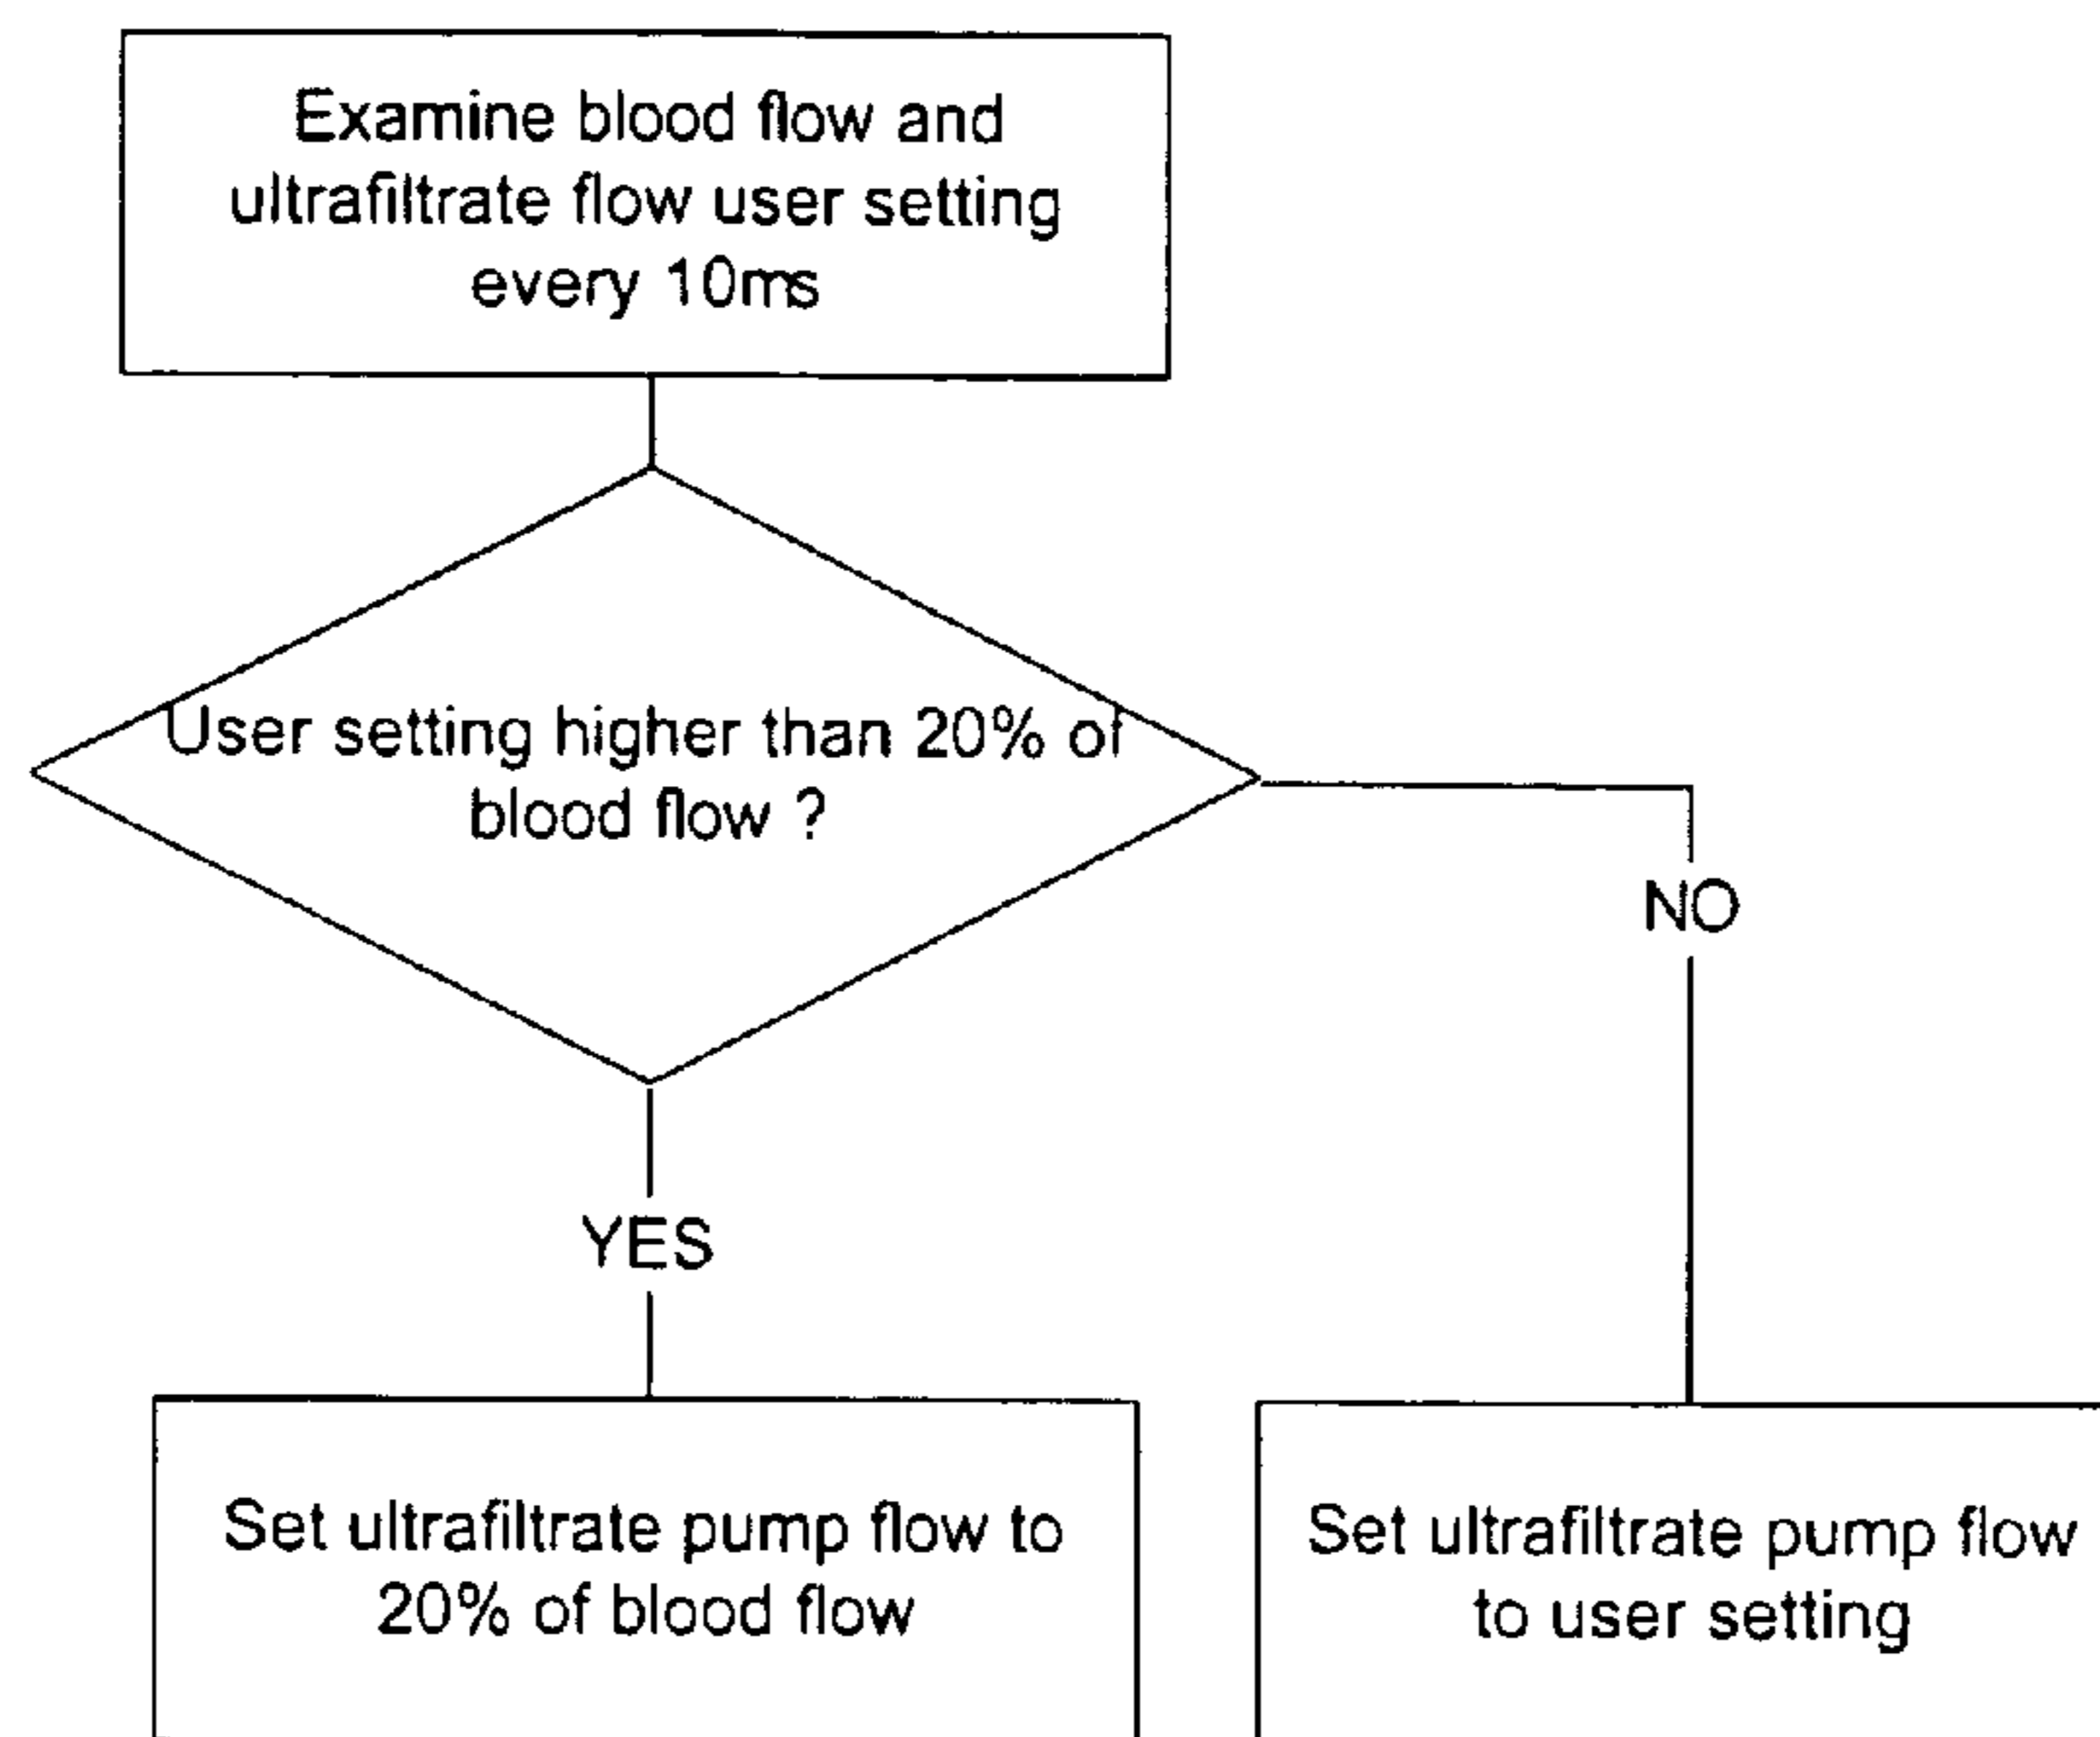 Examine blood flow and
ultrafiltrate flow user setting
every 10ms
User setting higher than 20% of
blood flow ?
NO
YES
Set ultrafiltrate pump flow to
20% of blood flow
Set ultrafiltrate pump flow
to user setting